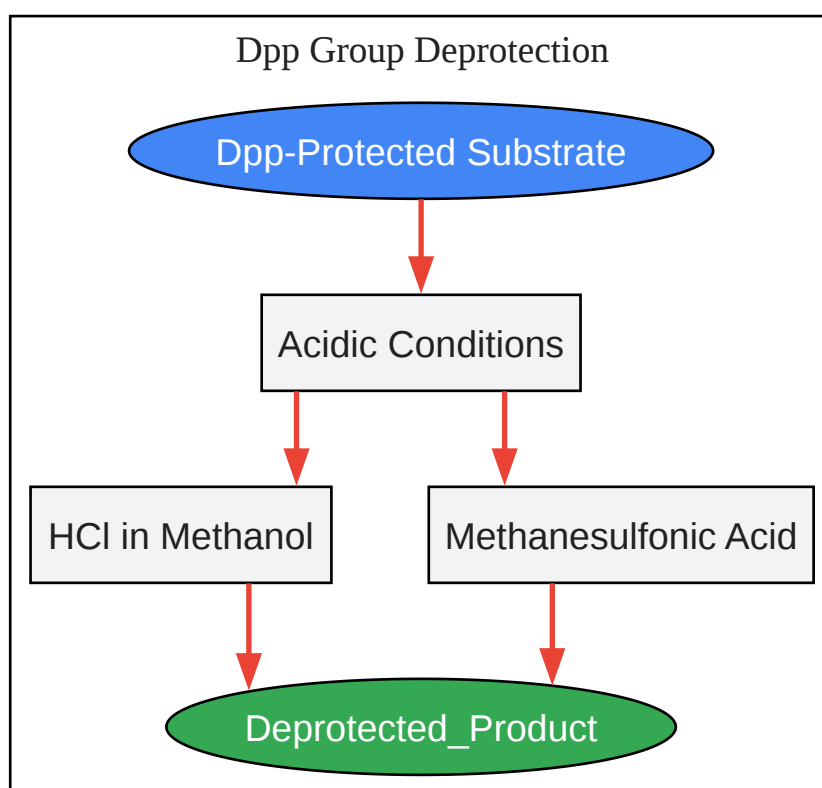 Dpp Group Deprotection
Dpp-Protected Substrate
Acidic Conditions
HCl in Methanol
Methanesulfonic Acid
Deprotected_Product